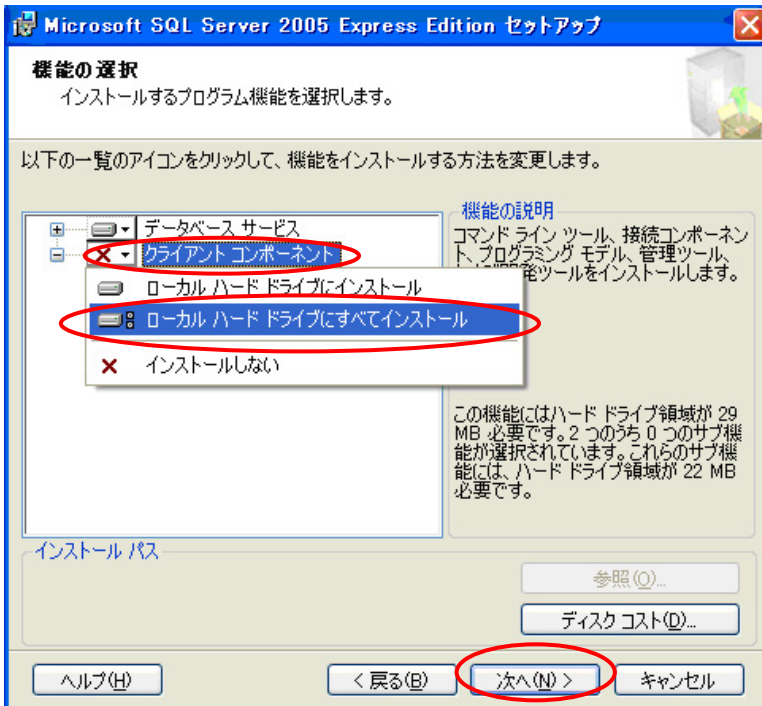 Microsoft SQL Server 2005 Express Edition セットアップ
機能の選択
インストールするプログラム機能を選択します。
以下の一覧のアイコンをクリックして、機能をインストールする方法を変更します。
データベース サービス
クライアント コンポーネント
ローカル ハード ドライブにインストール
ローカル ハード ドライブにすべてインストール
インストールしない
機能の説明
コマンド ライン ツール、接続コンポーネン
ト、プログラミング モデル、管理ツール、
発ツールをインストールします。
この機能にはハード ドライブ領域が 29
MB 必要です。2 つのうち 0 つのサブ機
能が選択されています。これらのサブ機
能には、ハード ドライブ領域が 22 MB
必要です。
インストール パス
参照(O)...
ディスク コスト(D)...
ヘルプ(H)
< 戻る(B)
次へ(N) >
キャンセル